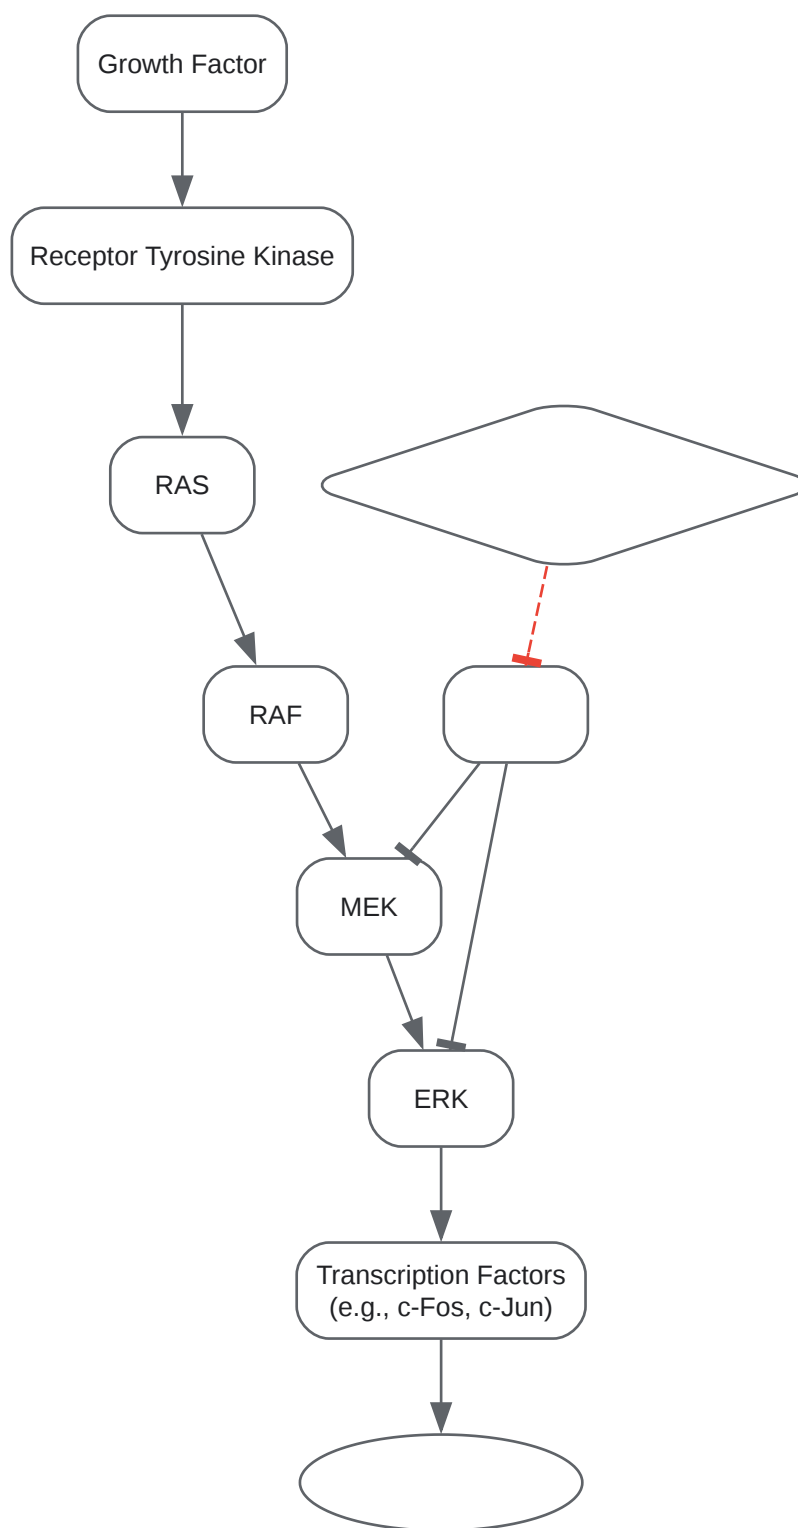 Growth Factor
Receptor Tyrosine Kinase
RAS
RAF
MEK
ERK
Transcription Factors
(e.g., c-Fos, c-Jun)